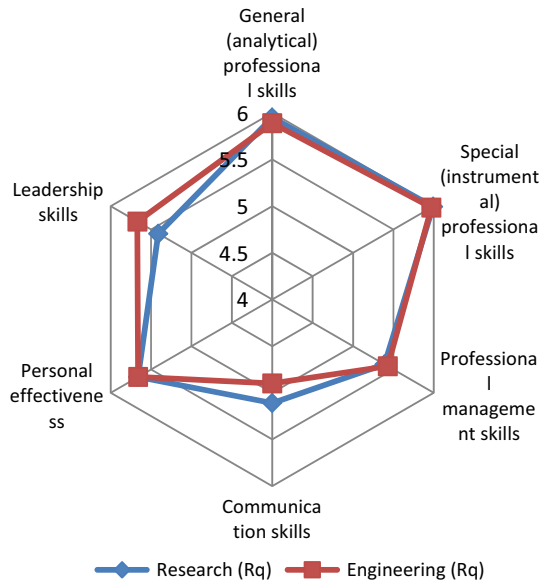 General
(analytical)
professiona
l skills
6
5.5
5
4.5
4
Special
(instrument
al)
professiona
l skills
Professiona
l
manageme
nt skills
Communica
tion skills
Personal
effectivene
ss
Leadership
skills
Research (Rq)
Engineering (Rq)